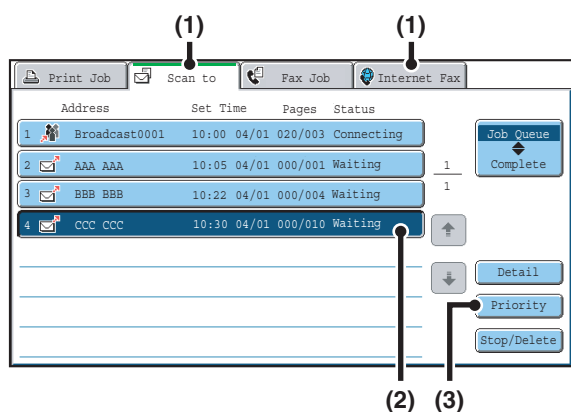 (1) (1)
Print Job Scan to Fax Job Internet Fax
Address Set Time Pages Status
1 Broadcast0001 10:00 04/01 020/003 Connecting
Job Queue
Complete
2 AAA AAA 10:05 04/01 000/001 Waiting
1
1
3 BBB BBB 10:22 04/01 000/004 Waiting
4 CCC CCC 10:30 04/01 000/010 Waiting
Detail
Priority
Stop/Delete
(2) (3)